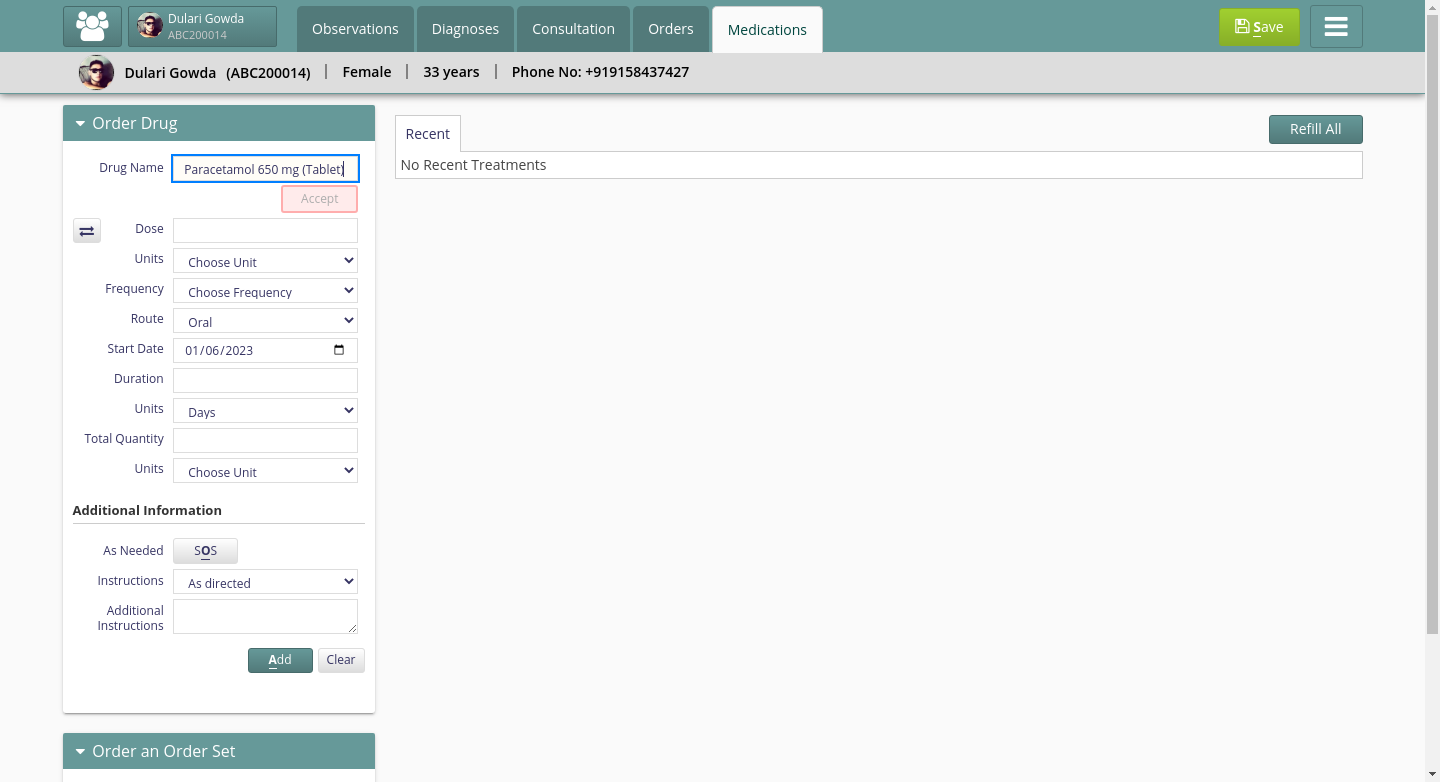 Dulari Gowda
ABC200014
Observations
Diagnoses
Consultation
Orders
Medications
Save
Dulari Gowda (ABC200014) | Female | 33 years | Phone No: +919158437427
Order Drug
Drug Name Paracetamol 650 mg (Tablet)
Accept
Dose
Units Choose Unit
Frequency Choose Frequency
Route Oral
Start Date 01/06/2023
Duration
Units Days
Total Quantity
Units Choose Unit
Additional Information
As Needed SOS
Instructions As directed
Additional
Instructions
Add Clear
Order an Order Set
Recent
Refill All
No Recent Treatments